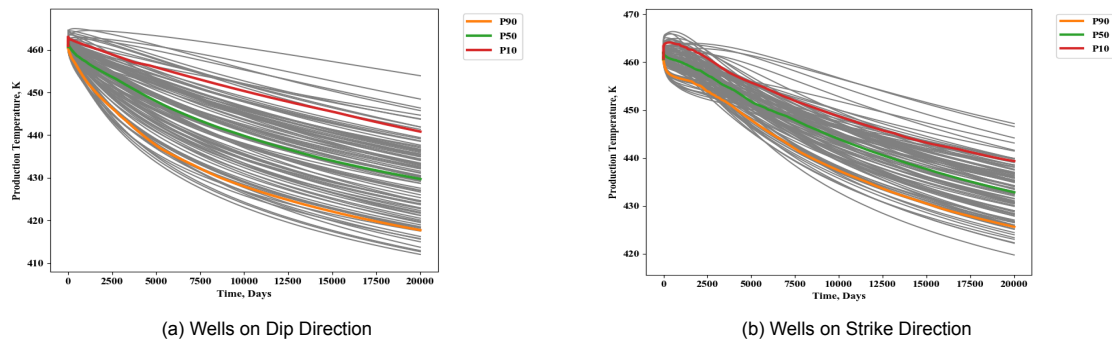 P90
P50
P10
460
450
440
430
420
410
Production Temperature, K
0 2500 5000 7500 10000 12500 15000 17500 20000
Time, Days
(a) Wells on Dip Direction
P90
P50
P10
470
460
450
440
430
420
Production Temperature, K
0 2500 5000 7500 10000 12500 15000 17500 20000
Time, Days
(b) Wells on Strike Direction